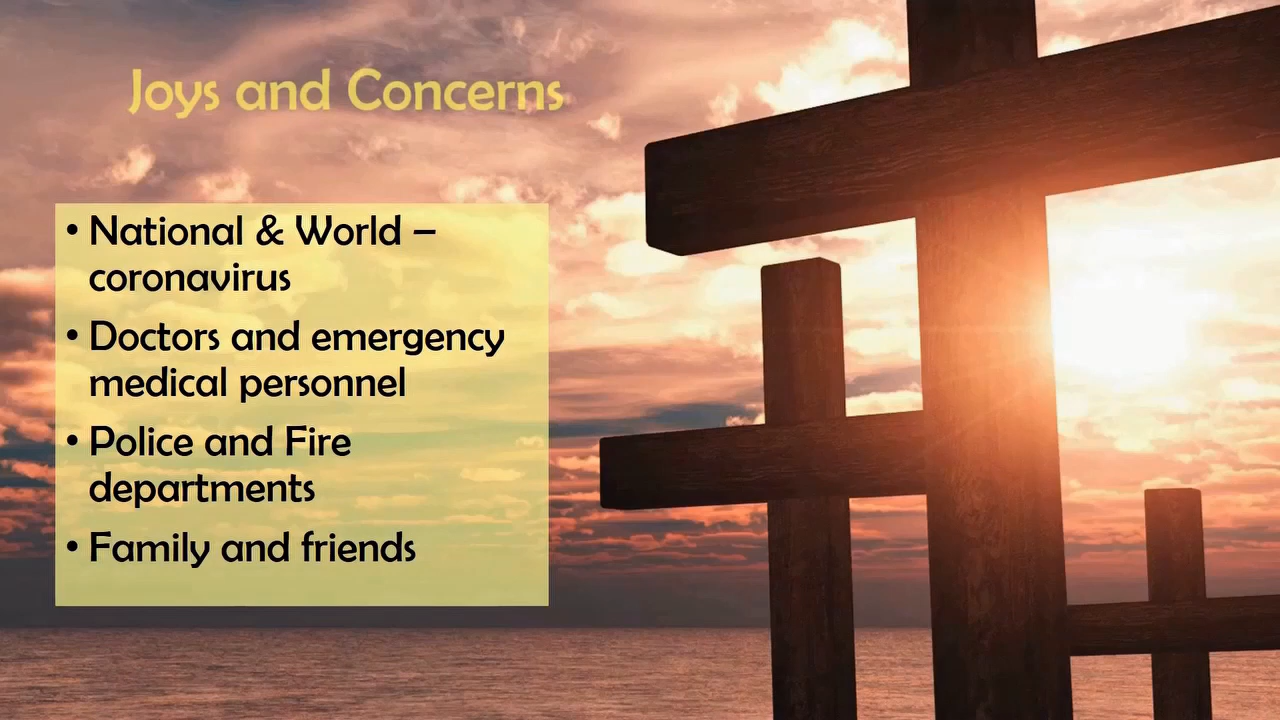 Joys and Concerns
• National & World –
coronavirus
• Doctors and emergency
medical personnel
• Police and Fire
departments
• Family and friends